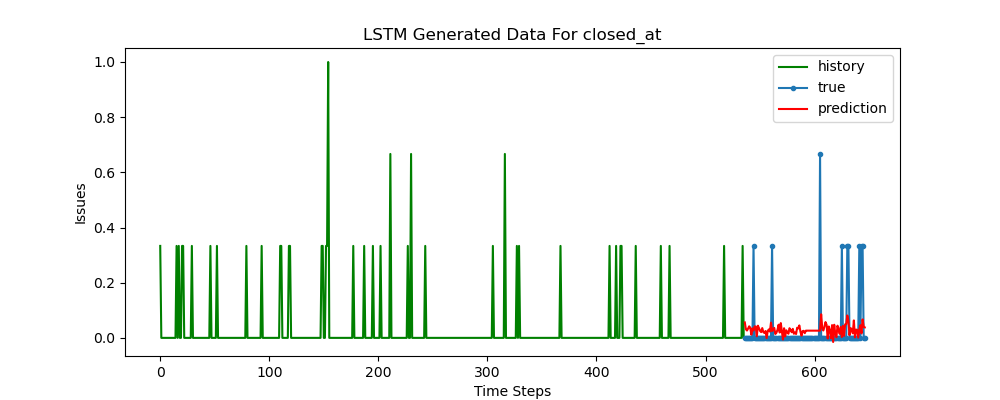 LSTM Generated Data For closed_at
history
true
prediction
Issues
1.0
0.8
0.6
0.4
0.2
0.0
0 100 200 300 400 500 600
Time Steps